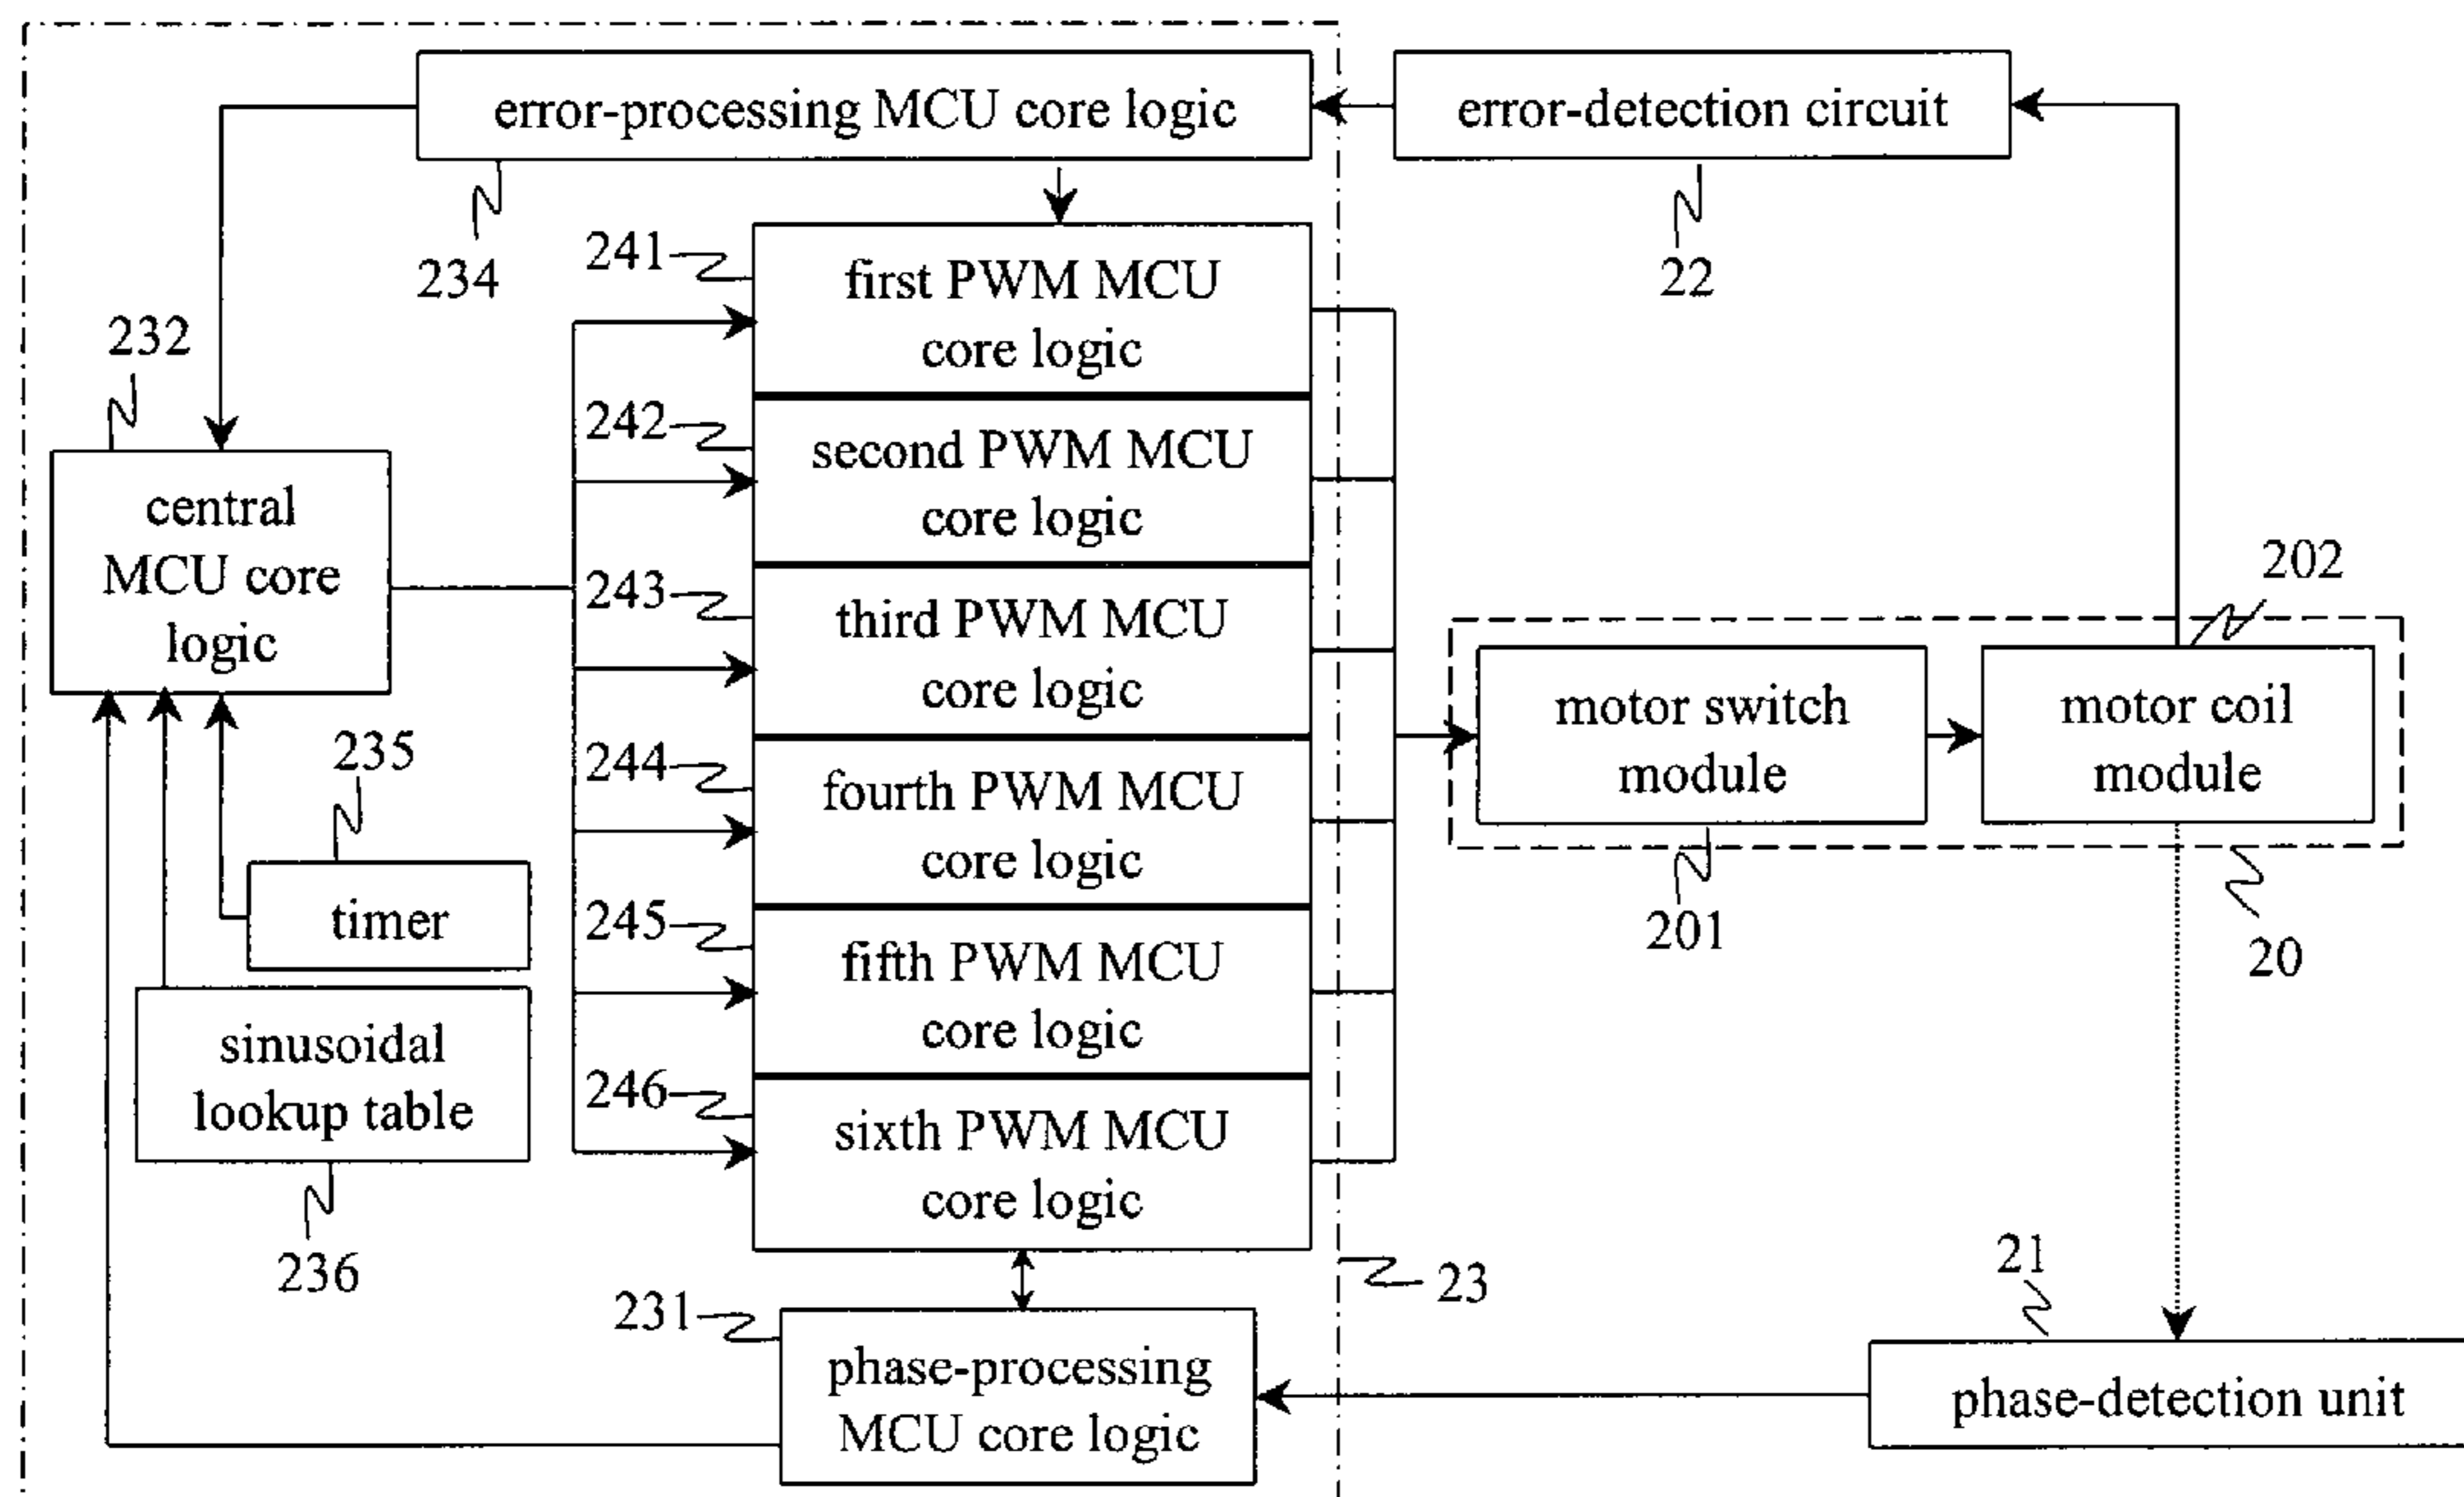 error-processing MCU core logic
error-detection circuit
234
22
241
first PWM MCU
core logic
232
242
second PWM MCU
core logic
central
MCU core
logic
243
third PWM MCU
core logic
202
motor switch
module
motor coil
module
235
244
fourth PWM MCU
core logic
201
20
timer
245
fifth PWM MCU
core logic
sinusoidal
lookup table
236
246
sixth PWM MCU
core logic
23
21
231
phase-processing
MCU core logic
phase-detection unit